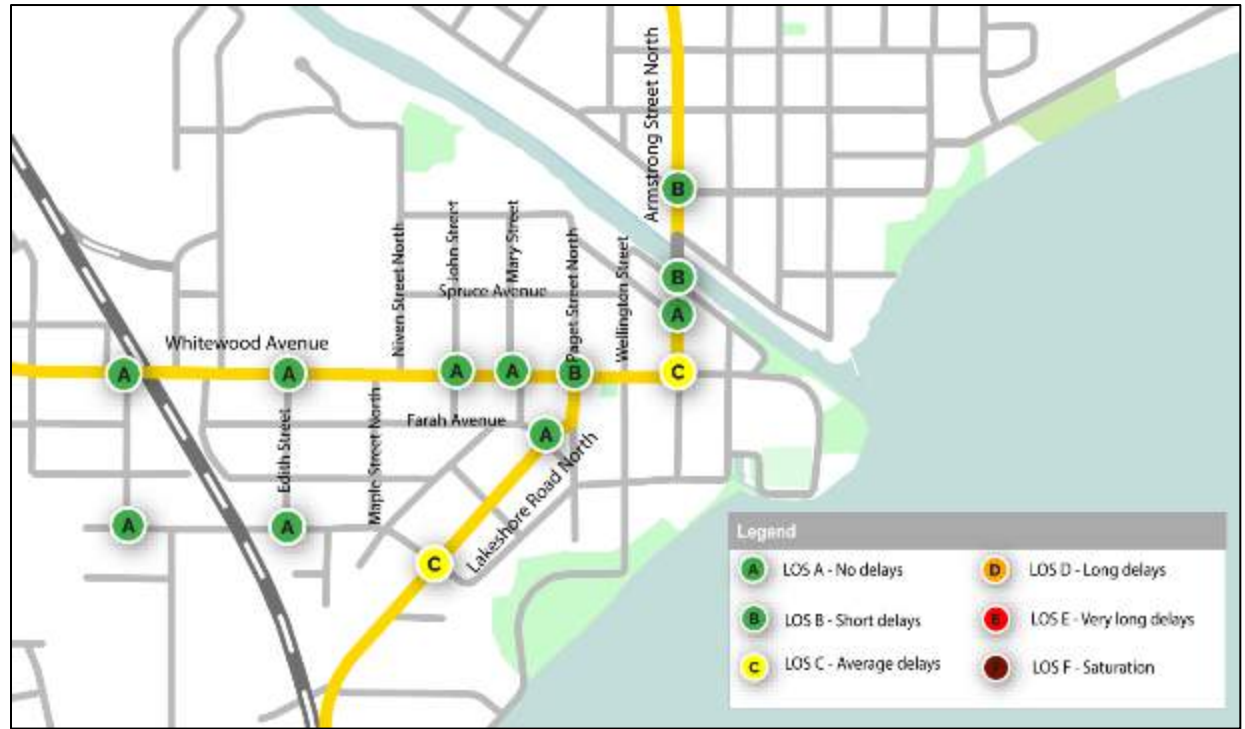 Armstrong Street North
B
John Street
Mary Street
Niven Street North
Paget Street North
Wellington Street
Spruce Avenue
B
A
Whitewood Avenue
A
A
A
A
B
C
Farah Avenue
Edith Street
Maple Street North
A
Lakeshore Road North
A
A
C
Legend
A LOS A - No delays
D LOS D - Long delays
B LOS B - Short delays
E LOS E - Very long delays
C LOS C - Average delays
LOS F - Saturation